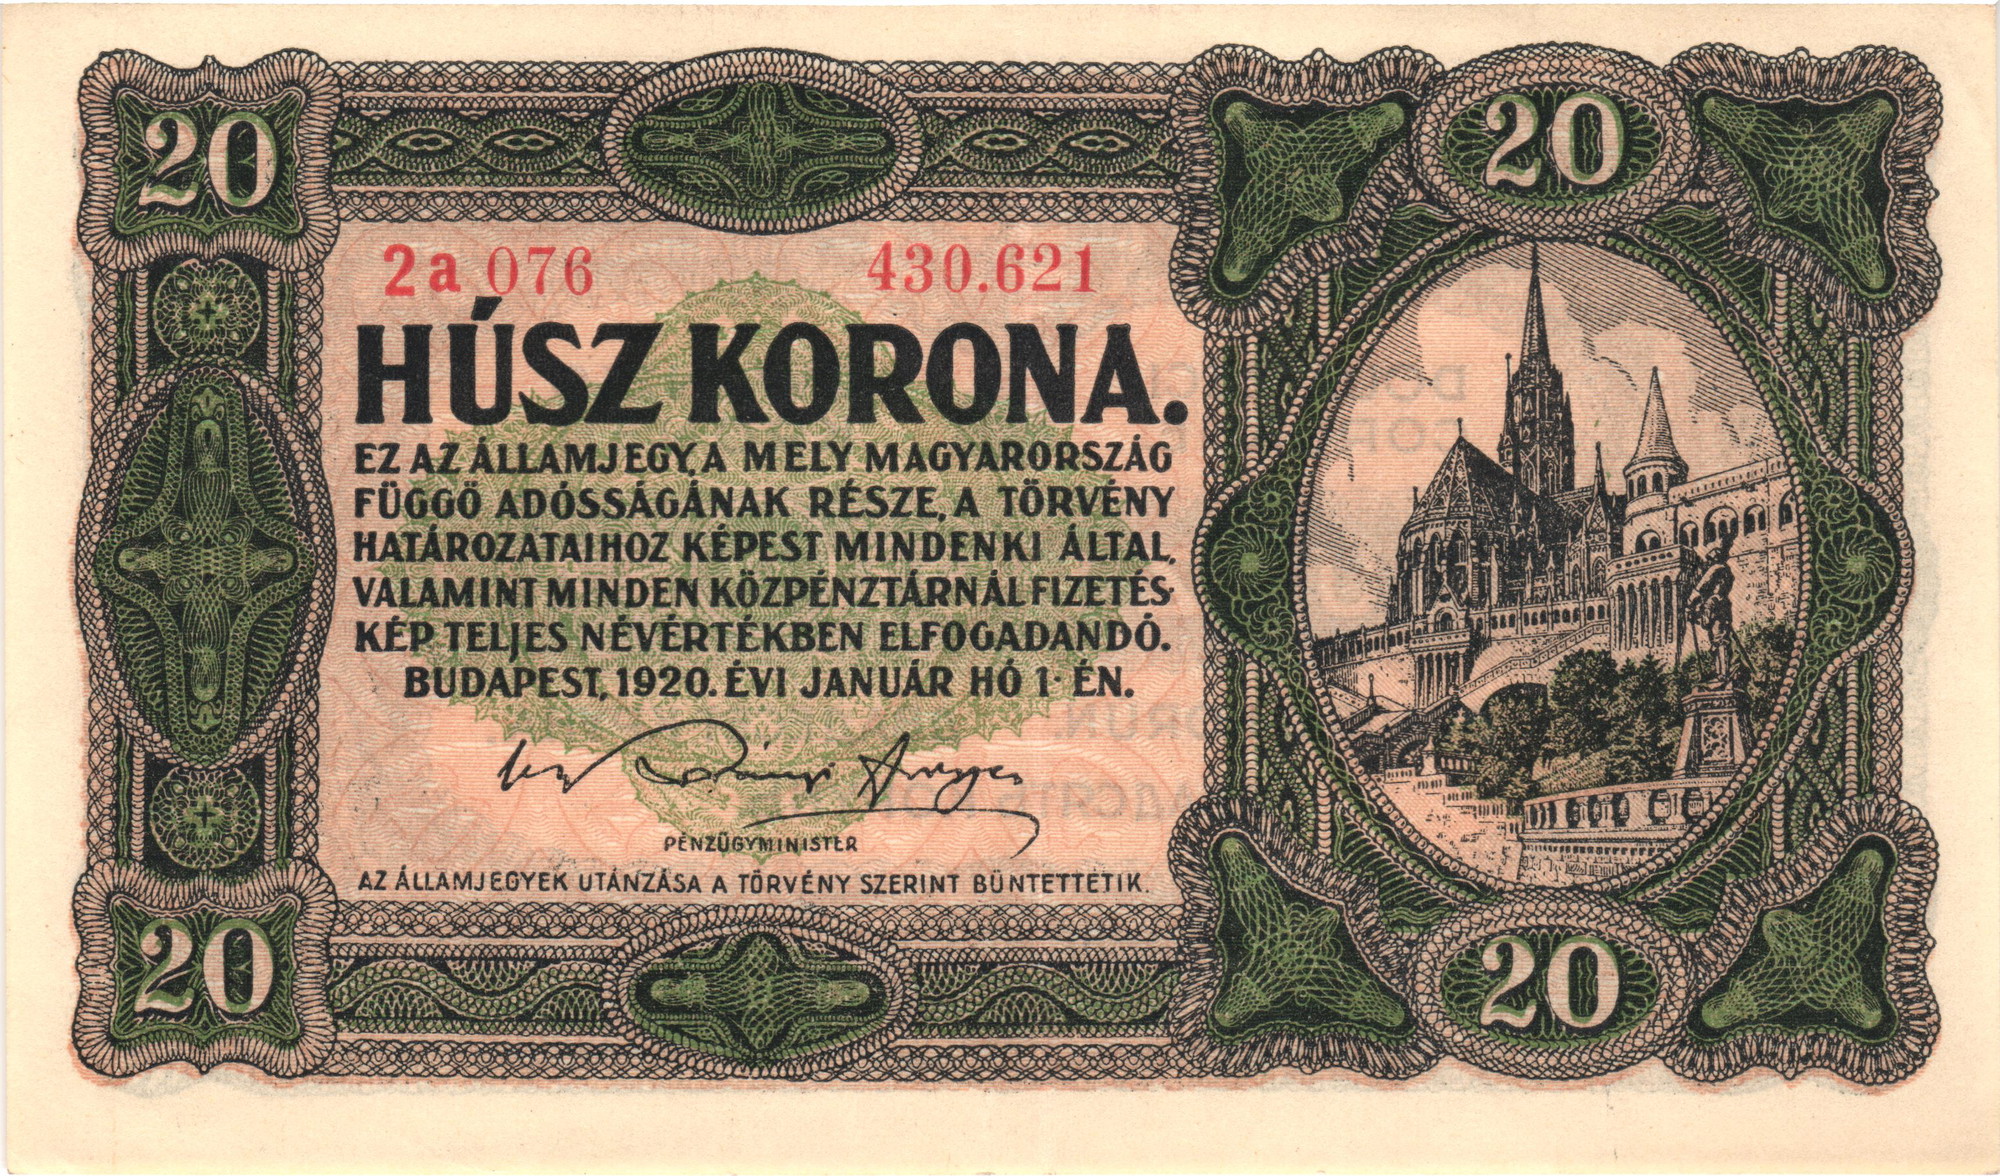 20
20
2a 076 430.621
HÚSZ KORONA.
EZ AZ ÁLLAMJEGY, A MELY MAGYARORSZÁG
FÜGGŐ ADÓSSÁGÁNAK RÉSZE, A TÖRVÉNY
HATÁROZATAIHOZ KÉPEST MINDENKI ÁLTAL,
VALAMINT MINDEN KÖZPÉNZTÁRNÁL FIZETÉS-
KÉP TELJES NÉVÉRTÉKBEN ELFOGADANDÓ.
BUDAPEST, 1920. ÉVI JANUÁR HÓ 1-ÉN.
PÉNZÜGYMINISTER
AZ ÁLLAMJEGYEK UTÁNZÁSA A TÖRVÉNY SZERINT BÜNTETTETIK.
20
20